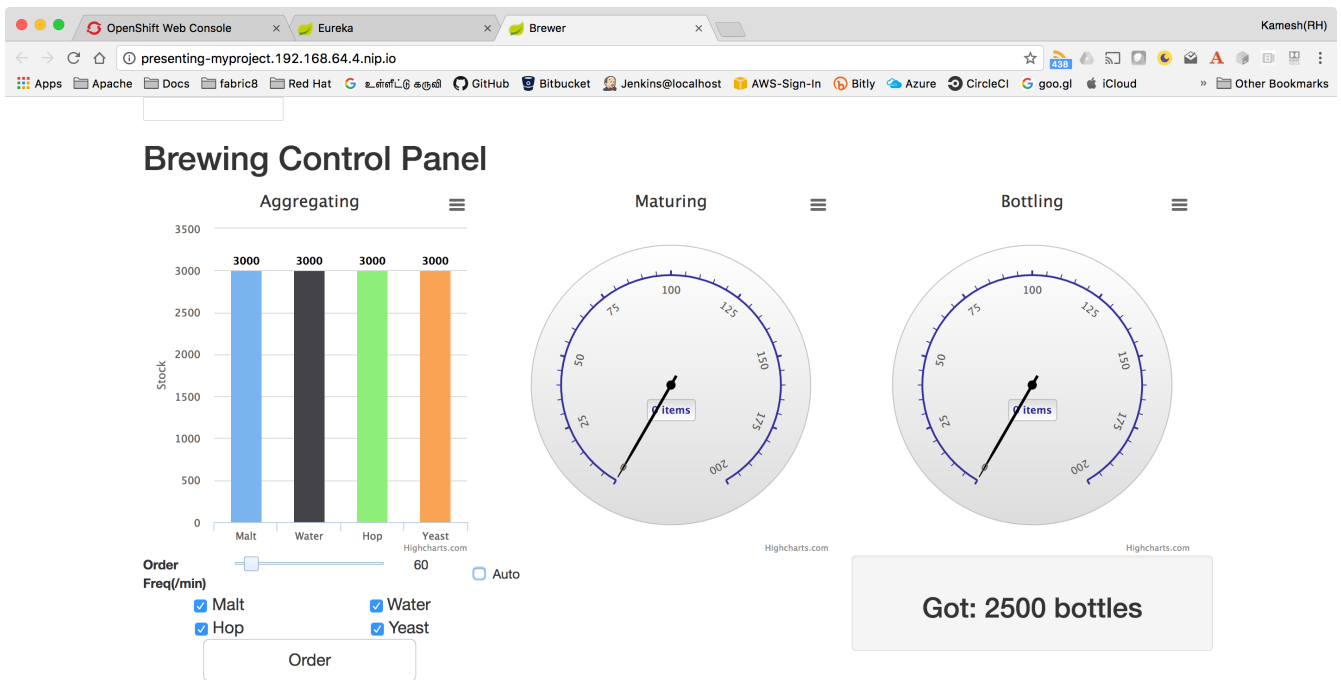 OpenShift Web Console
Eureka
Brewer
Kamesh(RH)
presenting-myproject.192.168.64.4.nip.io
438
Apps Apache Docs fabric8 Red Hat உள்ளீட்டு கருவி GitHub Bitbucket Jenkins@localhost AWS-Sign-In Bitly Azure CircleCI goo.gl iCloud » Other Bookmarks
Brewing Control Panel
Aggregating
3500
3000
2500
2000
1500
1000
500
0
Stock
3000 3000 3000 3000
Malt Water Hop Yeast
Highcharts.com
Maturing
0 25 50 75 100 125 150 175 200
0 items
Highcharts.com
Bottling
0 25 50 75 100 125 150 175 200
0 items
Highcharts.com
Order
Freq(/min)
60
Auto
Malt Water
Hop Yeast
Order
Got: 2500 bottles